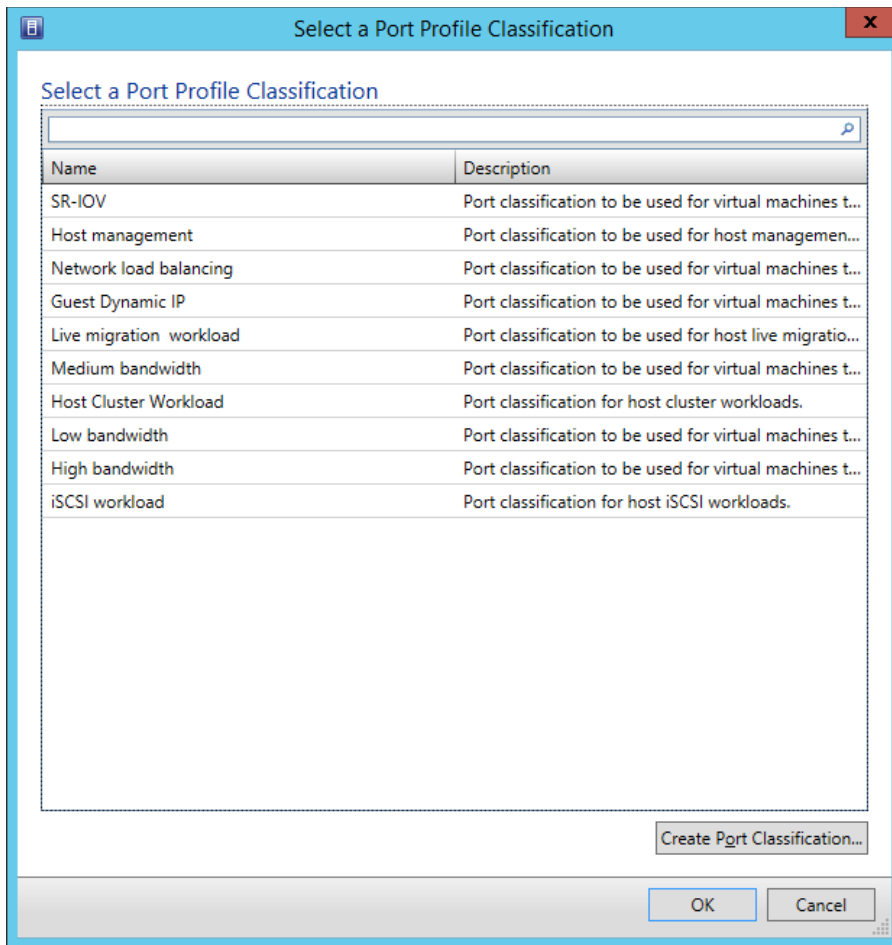 Select a Port Profile Classification
x
Select a Port Profile Classification
Name Description
SR-IOV Port classification to be used for virtual machines t...
Host management Port classification to be used for host managemen...
Network load balancing Port classification to be used for virtual machines t...
Guest Dynamic IP Port classification to be used for virtual machines t...
Live migration  workload Port classification to be used for host live migratio...
Medium bandwidth Port classification to be used for virtual machines t...
Host Cluster Workload Port classification for host cluster workloads.
Low bandwidth Port classification to be used for virtual machines t...
High bandwidth Port classification to be used for virtual machines t...
iSCSI workload Port classification for host iSCSI workloads.
Create Port Classification...
OK Cancel